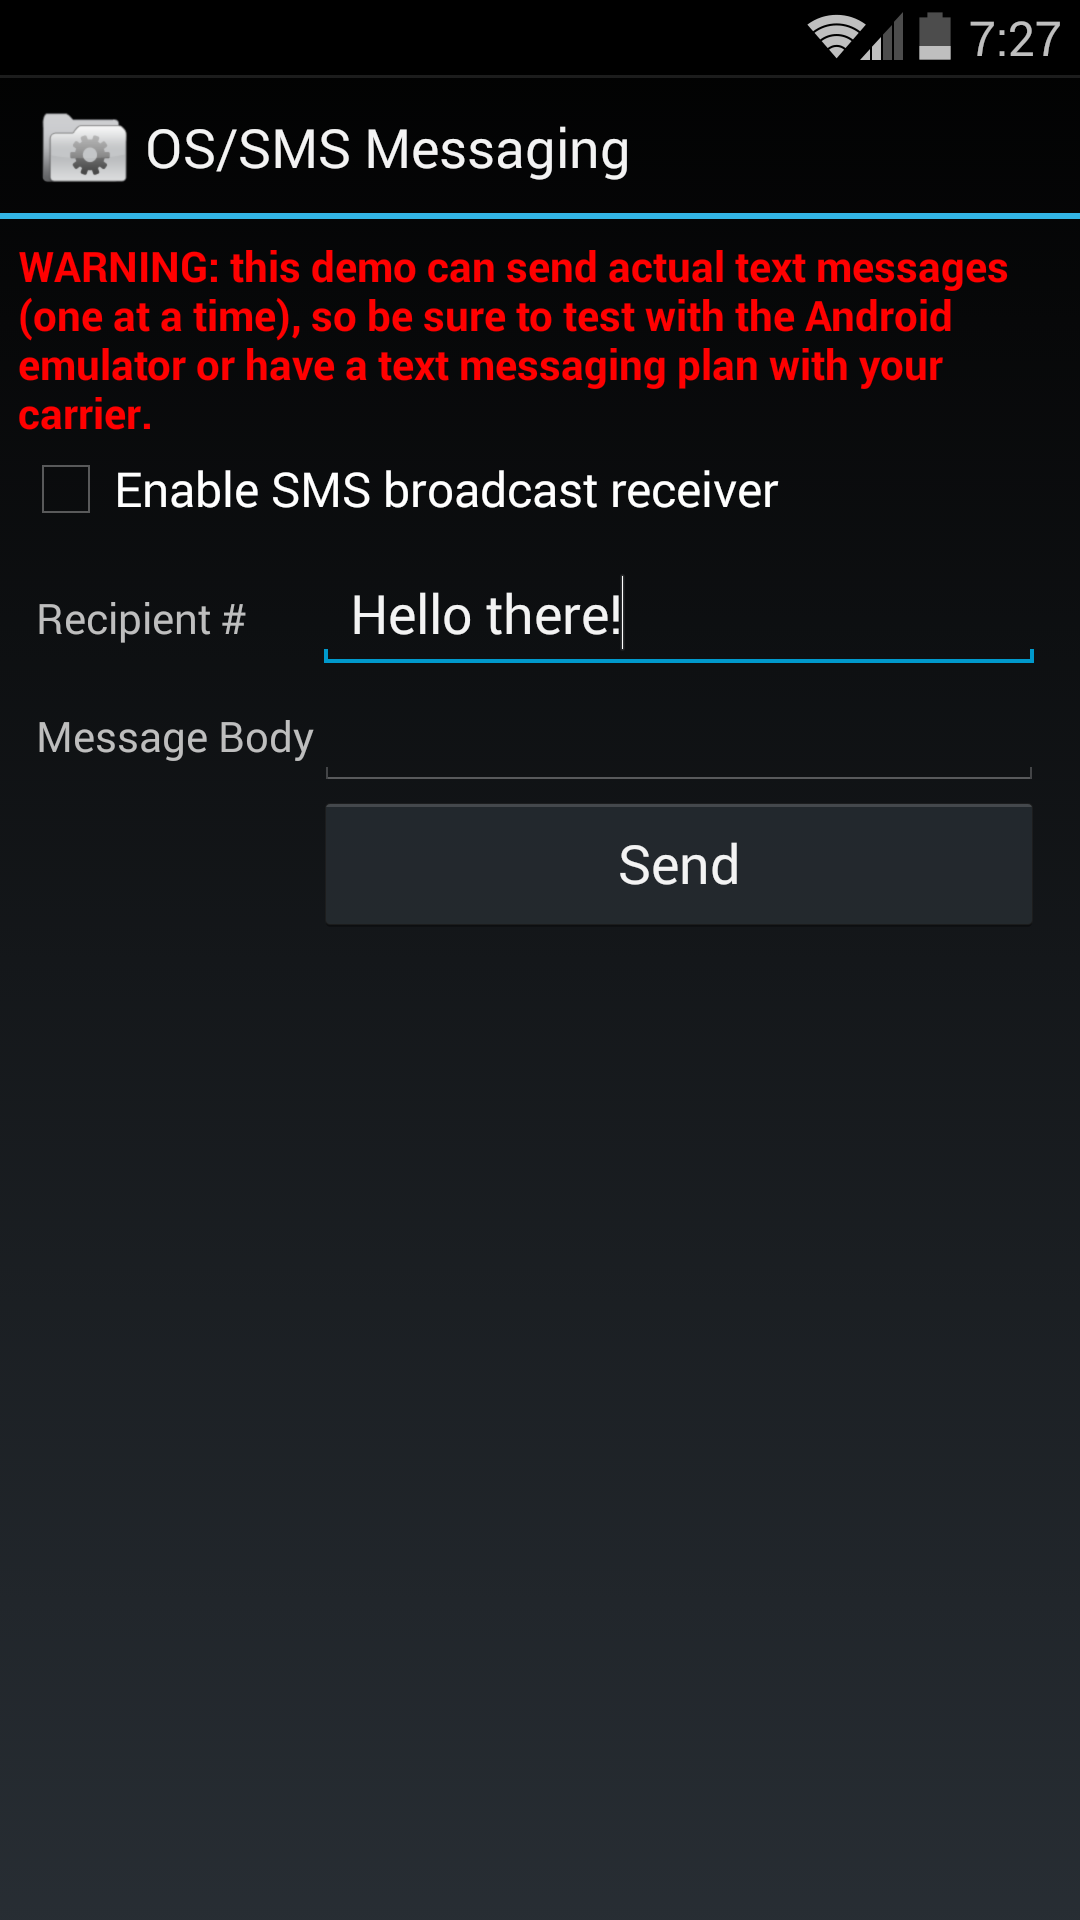 7:27
OS/SMS Messaging
WARNING: this demo can send actual text messages
(one at a time), so be sure to test with the Android
emulator or have a text messaging plan with your
carrier.
Enable SMS broadcast receiver
Recipient #
Hello there!
Message Body
Send